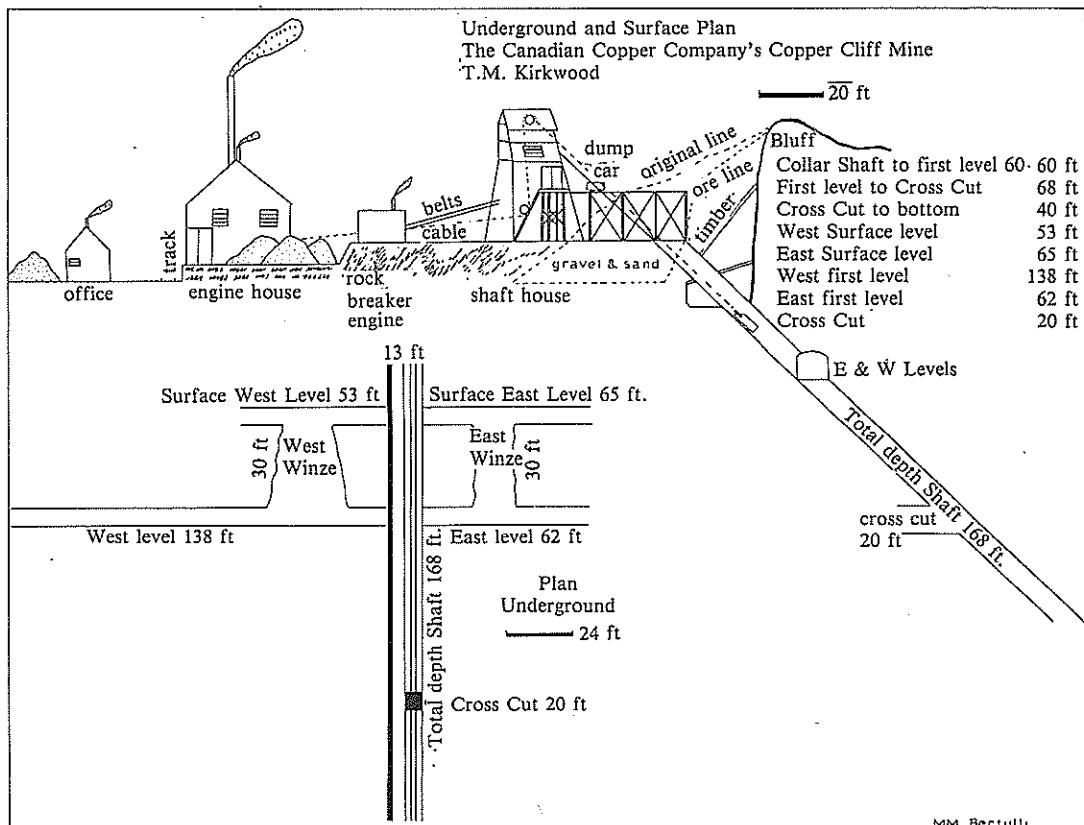 Underground and Surface Plan
The Canadian Copper Company's Copper Cliff Mine
T.M. Kirkwood
20 ft
Bluff
original line
ore line
dump
car
timber
belts
cable
track
office
engine house
rock
breaker
engine
shaft house
gravel & sand
Collar Shaft to first level 60· 60 ft
First level to Cross Cut 68 ft
Cross Cut to bottom 40 ft
West Surface level 53 ft
East Surface level 65 ft
West first level 138 ft
East first level 62 ft
Cross Cut 20 ft
E & W Levels
Total depth Shaft 168 ft.
cross cut
20 ft
13 ft
Surface West Level 53 ft
Surface East Level 65 ft.
30 ft
West
Winze
East
Winze
30 ft
West level 138 ft
East level 62 ft
Total depth Shaft 168 ft.
Plan
Underground
24 ft
Cross Cut 20 ft
MM Bertulli